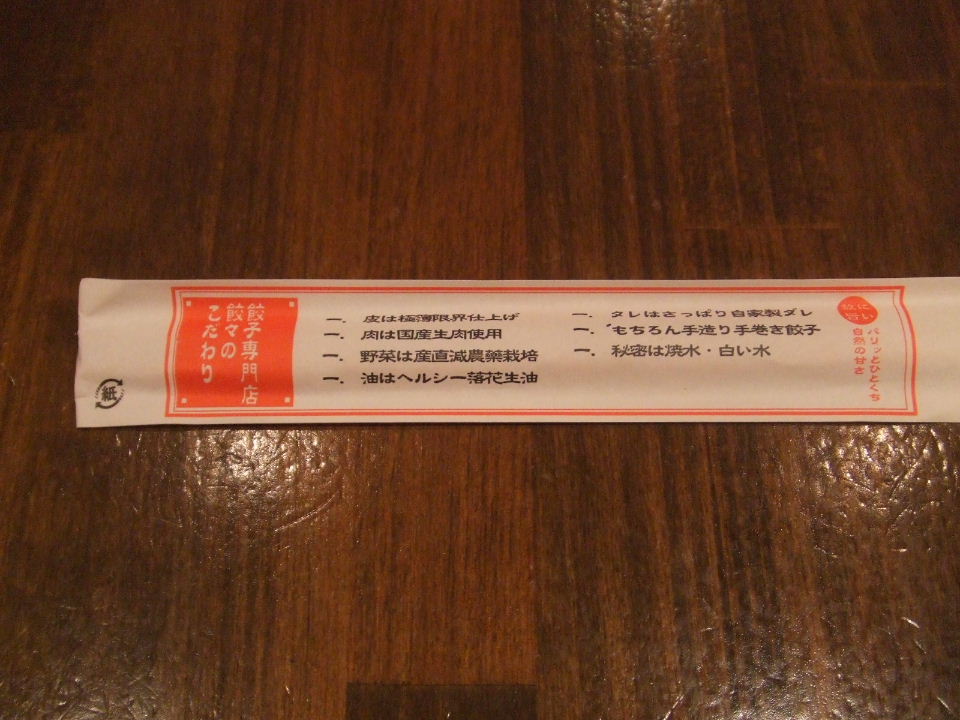 餃子専門店
餃々の
こだわり
一. 皮は極薄限界仕上げ
一. 肉は国産生肉使用
一. 野菜は産直減農薬栽培
一. 油はヘルシー落花生油
一. タレはさっぱり自家製ダレ
一. もちろん手造り手巻き餃子
一. 秘密は焼水・白い水
パリッとひとくち
自然の甘さ
紙